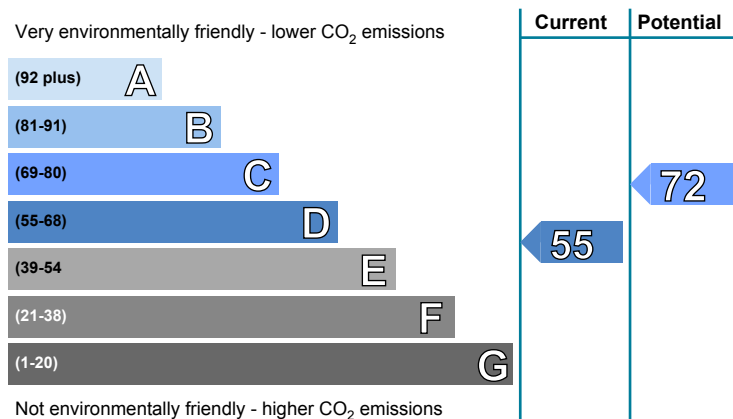 Very environmentally friendly - lower CO₂ emissions
Current
Potential
(92 plus) A
(81-91) B
(69-80) C
72
(55-68) D
55
(39-54 E
(21-38) F
(1-20) G
Not environmentally friendly - higher CO₂ emissions